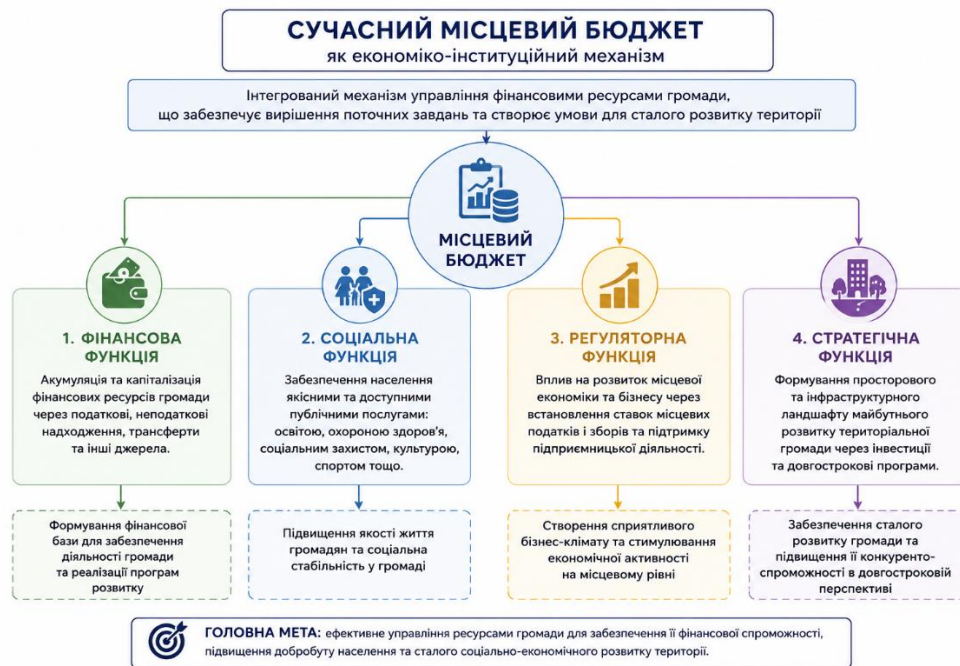 СУЧАСНИЙ МІСЦЕВИЙ БЮДЖЕТ
як економіко-інституційний механізм
Інтегрований механізм управління фінансовими ресурсами громади,
що забезпечує вирішення поточних завдань та створює умови для сталого розвитку території
МІСЦЕВИЙ
БЮДЖЕТ
1. ФІНАНСОВА
ФУНКЦІЯ
Акумуляція та капіталізація
фінансових ресурсів громади
через податкові, неподаткові
надходження, трансферти
та інші джерела.
Формування фінансової
бази для забезпечення
діяльності громади
та реалізації програм
розвитку
2. СОЦІАЛЬНА
ФУНКЦІЯ
Забезпечення населення
якісними та доступними
публічними послугами:
освітою, охороною здоров'я,
соціальним захистом, культурою,
спортом тощо.
Підвищення якості життя
громадян та соціальна
стабільність у громаді
3. РЕГУЛЯТОРНА
ФУНКЦІЯ
Вплив на розвиток місцевої
економіки та бізнесу через
встановлення ставок місцевих
податків і зборів та підтримку
підприємницької діяльності.
Створення сприятливого
бізнес-клімату та стимулювання
економічної активності
на місцевому рівні
4. СТРАТЕГІЧНА
ФУНКЦІЯ
Формування просторового
та інфраструктурного
ландшафту майбутнього
розвитку територіальної
громади через інвестиції
та довгострокові програми.
Забезпечення сталого
розвитку громади та
підвищення її конкуренто-
спроможності в довгостроковій
перспективі
ГОЛОВНА МЕТА: ефективне управління ресурсами громади для забезпечення її фінансової спроможності,
підвищення добробуту населення та сталого соціально-економічного розвитку території.